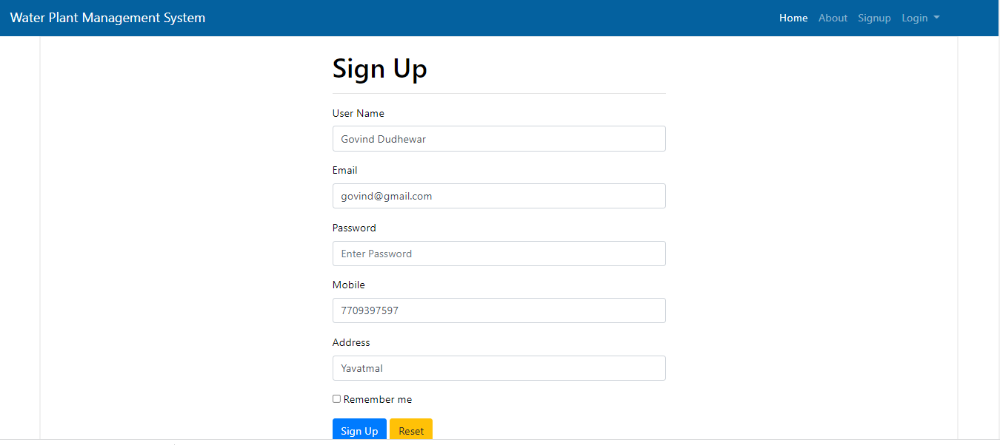 Water Plant Management System Home About Signup Login
Sign Up
User Name
Govind Dudhewar
Email
govind@gmail.com
Password
Enter Password
Mobile
7709397597
Address
Yavatmal
Remember me
Sign Up Reset